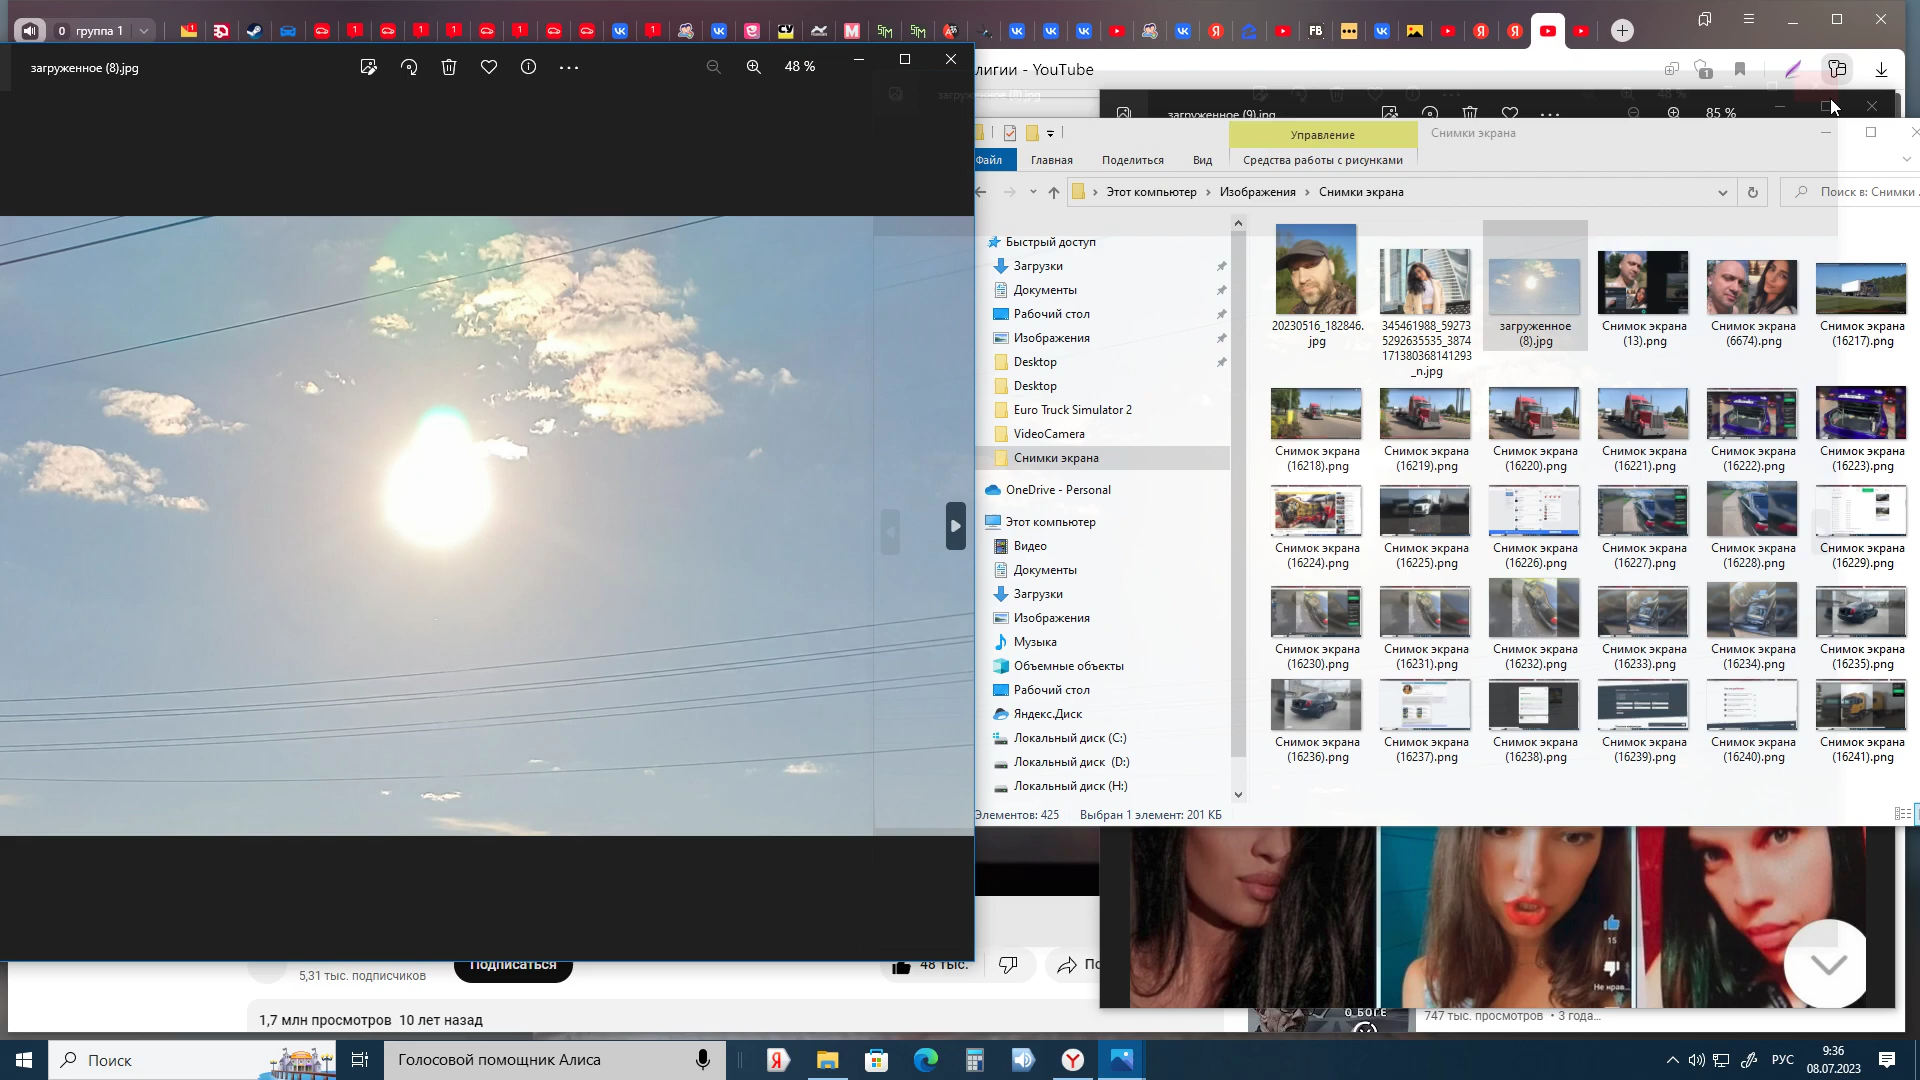 0 группа 1
загруженное (8).jpg
48 %
лигии - YouTube
1
загруженное (8).jpg
48 %
загруженное (9).jpg
85 %
Управление
Снимки экрана
Файл
Главная
Поделиться
Вид
Средства работы с рисунками
Этот компьютер
Изображения
Снимки экрана
Поиск в: Снимки
Быстрый доступ
Загрузки
Документы
Рабочий стол
Изображения
Desktop
Desktop
Euro Truck Simulator 2
VideoCamera
Снимки экрана
OneDrive - Personal
Этот компьютер
Видео
Документы
Загрузки
Изображения
Музыка
Объемные объекты
Рабочий стол
Яндекс.Диск
Локальный диск (C:)
Локальный диск (D:)
Локальный диск (H:)
20230516_182846.jpg
345461988_592735292635535_3874171380368141293_n.jpg
загруженное (8).jpg
Снимок экрана (13).png
Снимок экрана (6674).png
Снимок экрана (16217).png
Снимок экрана (16218).png
Снимок экрана (16219).png
Снимок экрана (16220).png
Снимок экрана (16221).png
Снимок экрана (16222).png
Снимок экрана (16223).png
Снимок экрана (16224).png
Снимок экрана (16225).png
Снимок экрана (16226).png
Снимок экрана (16227).png
Снимок экрана (16228).png
Снимок экрана (16229).png
Снимок экрана (16230).png
Снимок экрана (16231).png
Снимок экрана (16232).png
Снимок экрана (16233).png
Снимок экрана (16234).png
Снимок экрана (16235).png
Снимок экрана (16236).png
Снимок экрана (16237).png
Снимок экрана (16238).png
Снимок экрана (16239).png
Снимок экрана (16240).png
Снимок экрана (16241).png
Элементов: 425
Выбран 1 элемент: 201 КБ
15
Не нрав...
5,31 тыс. подписчиков
Подписаться
48 тыс.
По
1,7 млн просмотров 10 лет назад
О БОГЕ
747 тыс. просмотров • 3 года...
Поиск
Голосовой помощник Алиса
РУС
9:36
08.07.2023